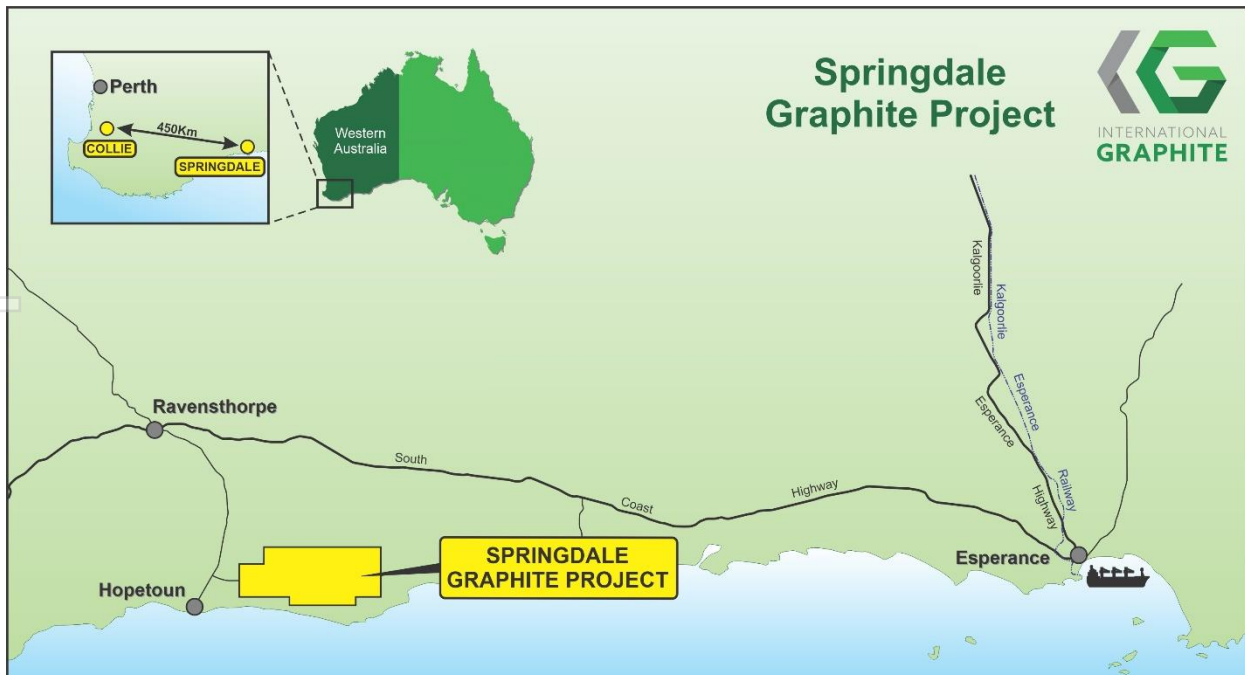 Springdale
Graphite Project
INTERNATIONAL
GRAPHITE
Perth
450Km
COLLIE
SPRINGDALE
Western
Australia
Kalgoorlie
Kalgoorlie
Esperance
Esperance
Railway
Highway
Ravensthorpe
South
Coast
Highway
SPRINGDALE
GRAPHITE PROJECT
Esperance
Hopetoun